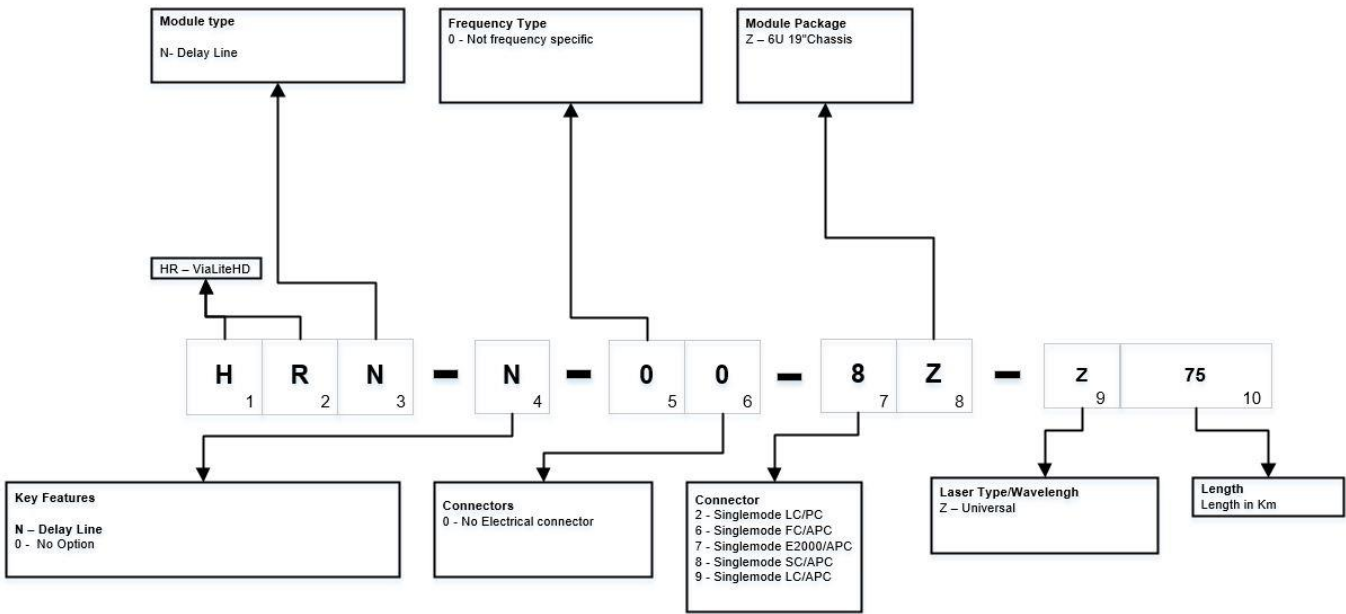 Module type
N- Delay Line
Frequency Type
0 - Not frequency specific
Module Package
Z – 6U 19"Chassis
HR – ViaLiteHD
H 1 R 2 N 3 – N 4 – 0 5 0 6 – 8 7 Z 8 – Z 9 75 10
Key Features
N – Delay Line
0 - No Option
Connectors
0 - No Electrical connector
Connector
2 - Singlemode LC/PC
6 - Singlemode FC/APC
7 - Singlemode E2000/APC
8 - Singlemode SC/APC
9 - Singlemode LC/APC
Laser Type/Wavelengh
Z – Universal
Length
Length in Km